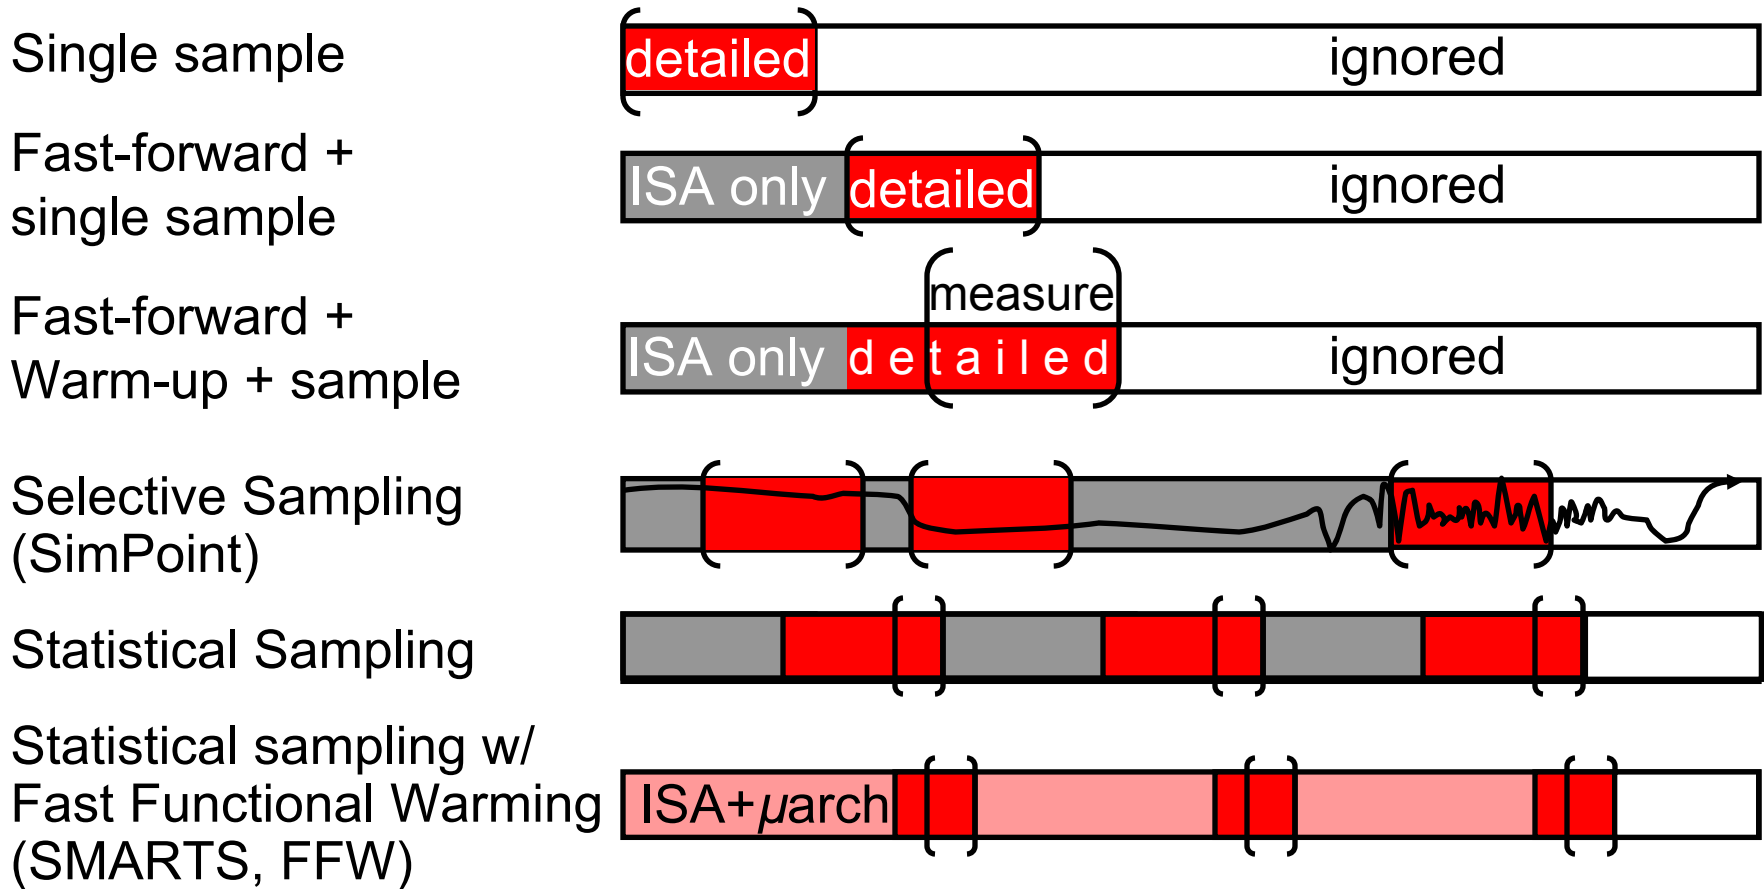 Single sample
detailed
ignored
Fast-forward +
single sample
ISA only
detailed
ignored
Fast-forward +
Warm-up + sample
measure
ISA only
detailed
ignored
Selective Sampling
(SimPoint)
Statistical Sampling
Statistical sampling w/
Fast Functional Warming
(SMARTS, FFW)
ISA+µarch